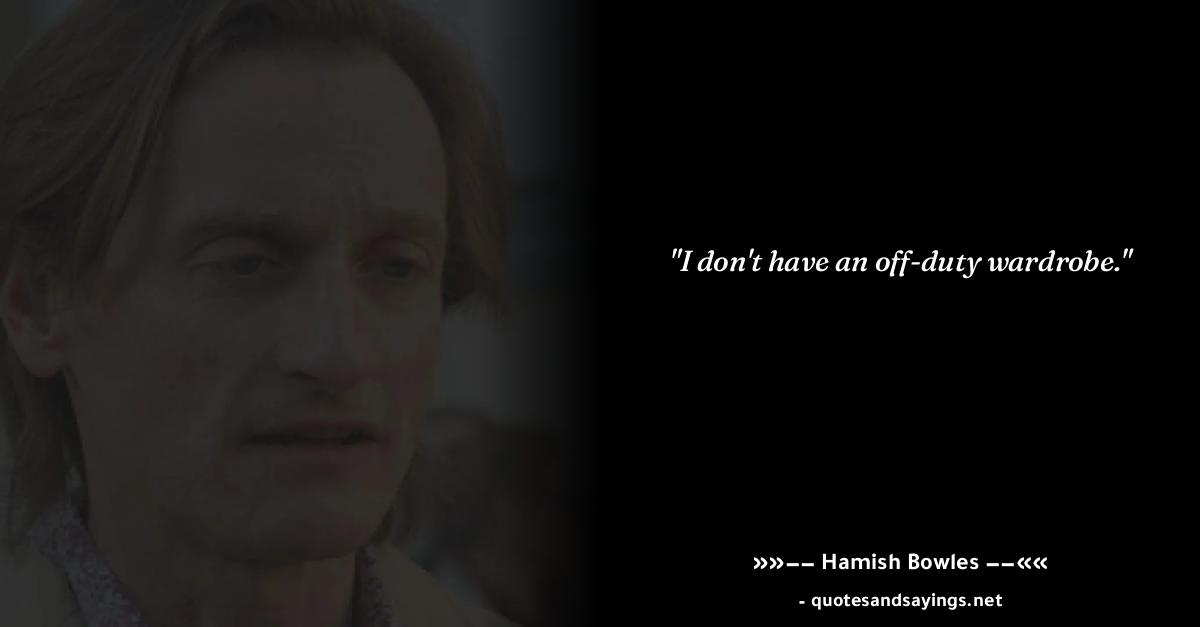 "I don't have an off-duty wardrobe."
»»−− Hamish Bowles −−««
- quotesandsayings.net